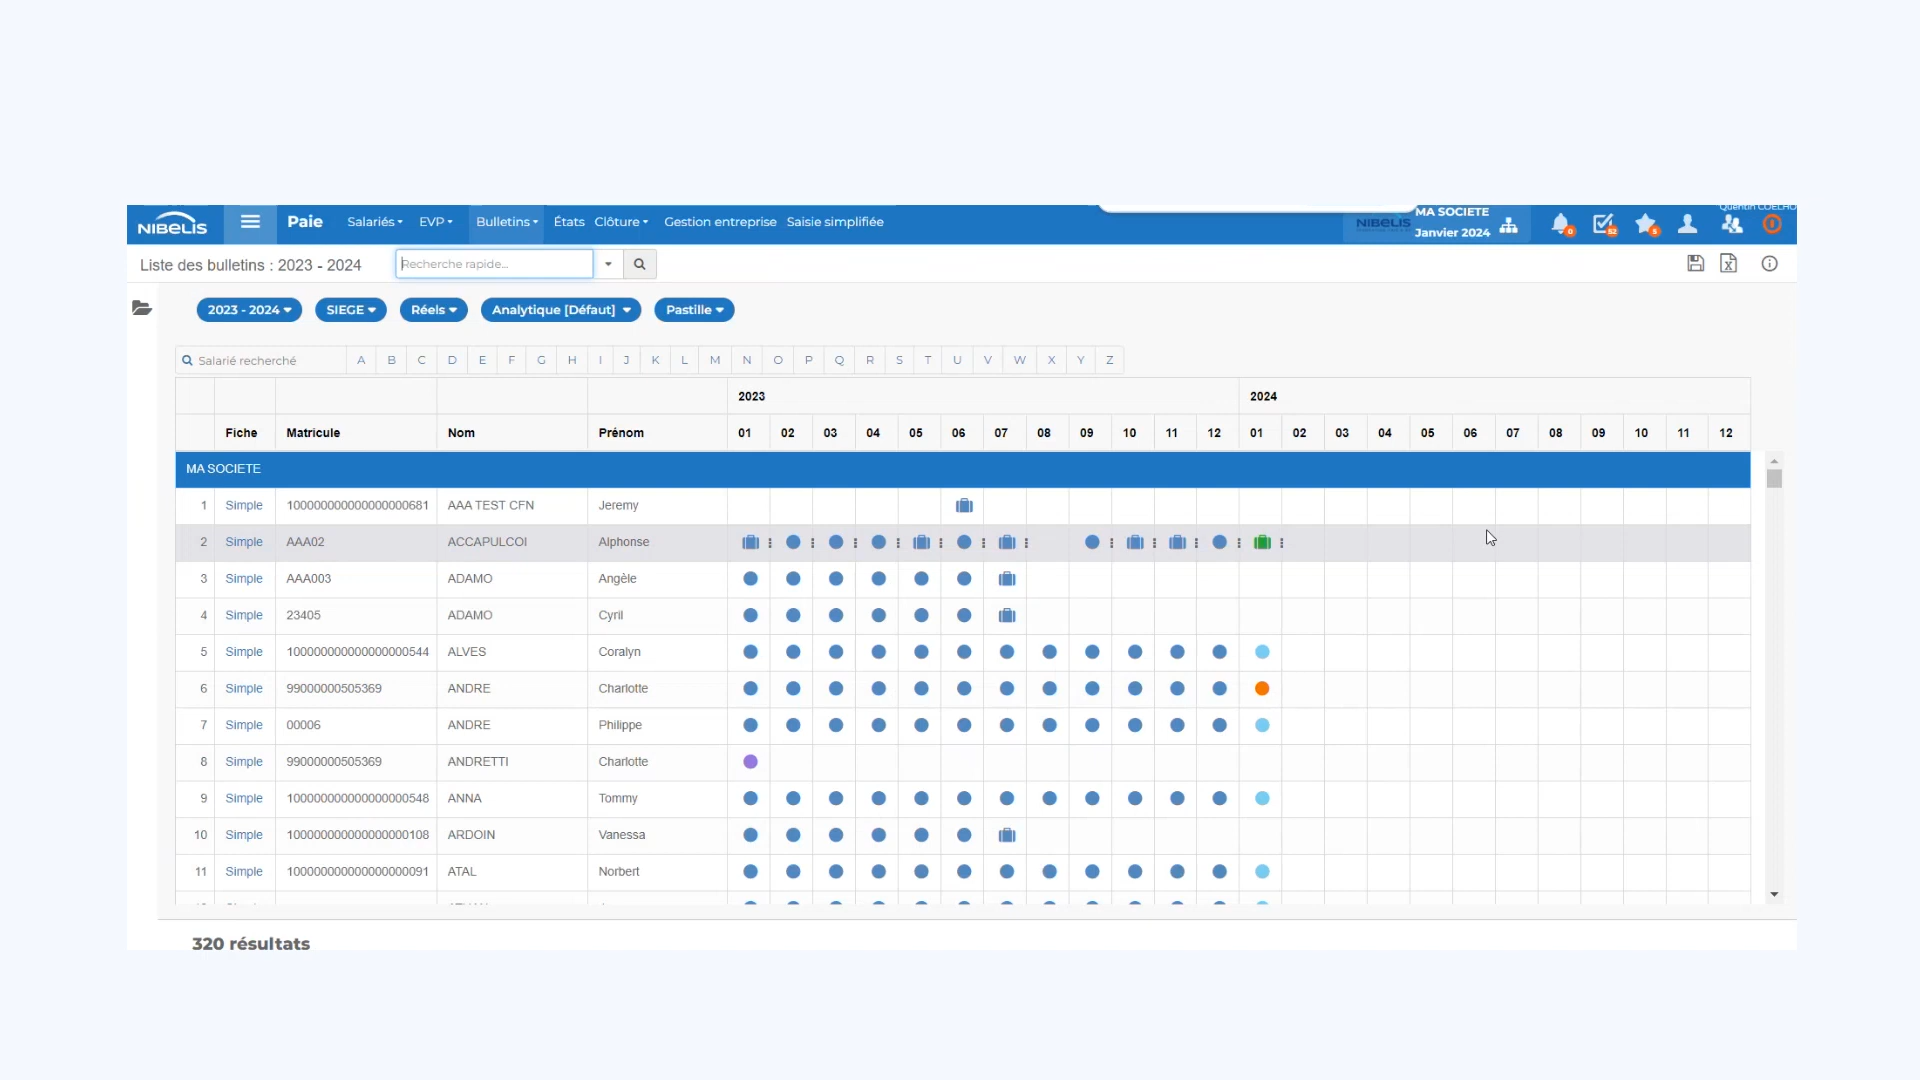 NIBELIS Paie Salariés EVP Bulletins États Clôture Gestion entreprise Saisie simplifiée NIBELIS MA SOCIETE Janvier 2024 0 52 5 Quentin COELHO
Liste des bulletins : 2023 - 2024 Recherche rapide...
2023 - 2024 SIEGE Réels Analytique [Défaut] Pastille
Salarié recherché A B C D E F G H I J K L M N O P Q R S T U V W X Y Z
2023 2024
Fiche Matricule Nom Prénom 01 02 03 04 05 06 07 08 09 10 11 12 01 02 03 04 05 06 07 08 09 10 11 12
MA SOCIETE
1 Simple 100000000000000000681 AAA TEST CFN Jeremy
2 Simple AAA02 ACCAPULCOI Alphonse
3 Simple AAA003 ADAMO Angèle
4 Simple 23405 ADAMO Cyril
5 Simple 100000000000000000544 ALVES Coralyn
6 Simple 99000000505369 ANDRE Charlotte
7 Simple 00006 ANDRE Philippe
8 Simple 99000000505369 ANDRETTI Charlotte
9 Simple 100000000000000000548 ANNA Tommy
10 Simple 100000000000000000108 ARDOIN Vanessa
11 Simple 100000000000000000091 ATAL Norbert
320 résultats